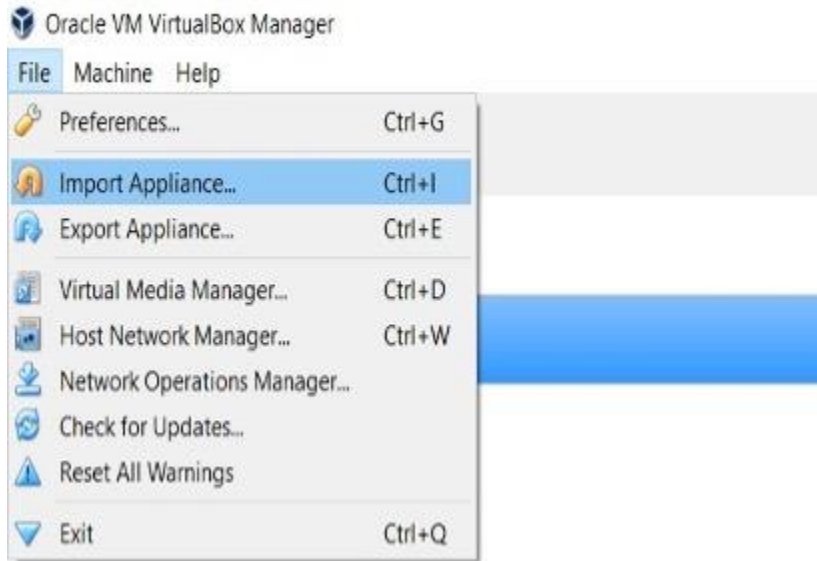 Oracle VM VirtualBox Manager
File Machine Help
Preferences... Ctrl+G
Import Appliance... Ctrl+I
Export Appliance... Ctrl+E
Virtual Media Manager... Ctrl+D
Host Network Manager... Ctrl+W
Network Operations Manager...
Check for Updates...
Reset All Warnings
Exit Ctrl+Q